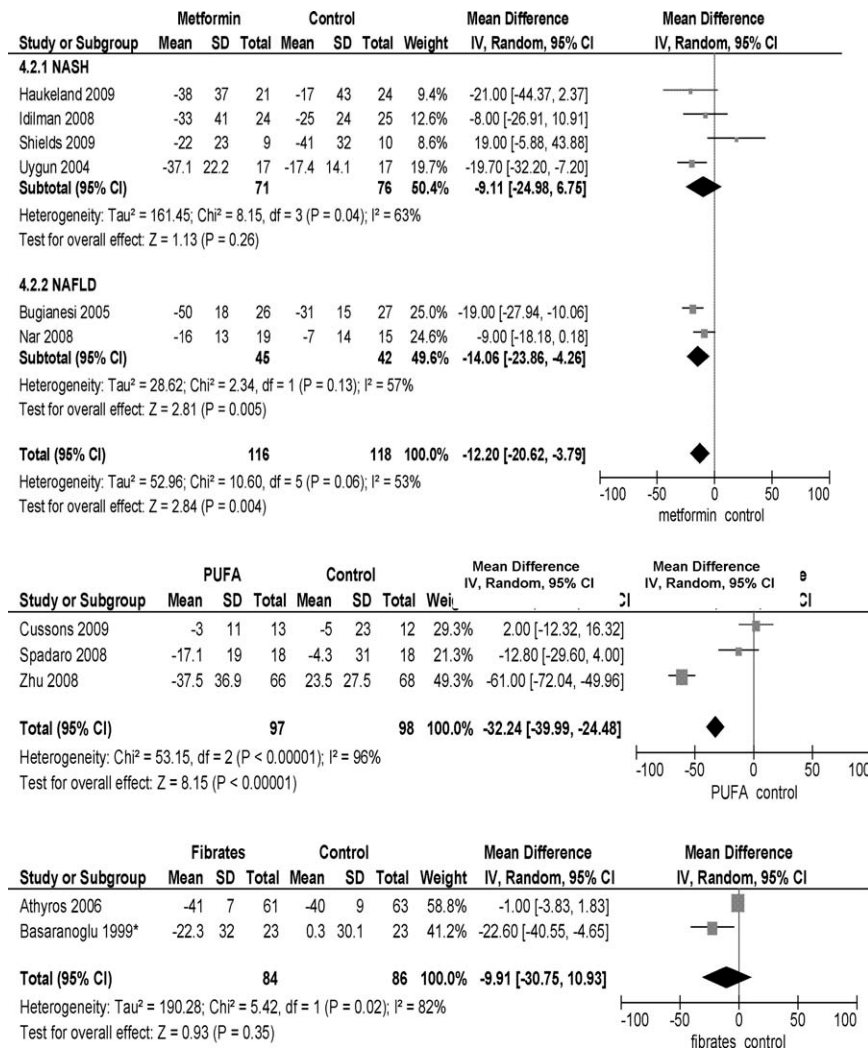 Metformin Control Mean Difference Mean Difference
Study or Subgroup Mean SD Total Mean SD Total Weight IV, Random, 95% CI IV, Random, 95% CI
4.2.1 NASH
Haukeland 2009 -38 37 21 -17 43 24 9.4% -21.00 [-44.37, 2.37]
Idilman 2008 -33 41 24 -25 24 25 12.6% -8.00 [-26.91, 10.91]
Shields 2009 -22 23 9 -41 32 10 8.6% 19.00 [-5.88, 43.88]
Uygun 2004 -37.1 22.2 17 -17.4 14.1 17 19.7% -19.70 [-32.20, -7.20]
Subtotal (95% CI) 71 76 50.4% -9.11 [-24.98, 6.75]
Heterogeneity: Tau² = 161.45; Chi² = 8.15, df = 3 (P = 0.04); I² = 63%
Test for overall effect: Z = 1.13 (P = 0.26)
4.2.2 NAFLD
Bugianesi 2005 -50 18 26 -31 15 27 25.0% -19.00 [-27.94, -10.06]
Nar 2008 -16 13 19 -7 14 15 24.6% -9.00 [-18.18, 0.18]
Subtotal (95% CI) 45 42 49.6% -14.06 [-23.86, -4.26]
Heterogeneity: Tau² = 28.62; Chi² = 2.34, df = 1 (P = 0.13); I² = 57%
Test for overall effect: Z = 2.81 (P = 0.005)
Total (95% CI) 116 118 100.0% -12.20 [-20.62, -3.79]
Heterogeneity: Tau² = 52.96; Chi² = 10.60, df = 5 (P = 0.06); I² = 53%
Test for overall effect: Z = 2.84 (P = 0.004)
-100 -50 0 50 100
metformin control
PUFA Control Mean Difference Mean Difference
Study or Subgroup Mean SD Total Mean SD Total IV, Random, 95% CI IV, Random, 95% CI
Cussons 2009 -3 11 13 -5 23 12 29.3% 2.00 [-12.32, 16.32]
Spadaro 2008 -17.1 19 18 -4.3 31 18 21.3% -12.80 [-29.60, 4.00]
Zhu 2008 -37.5 36.9 66 23.5 27.5 68 49.3% -61.00 [-72.04, -49.96]
Total (95% CI) 97 98 100.0% -32.24 [-39.99, -24.48]
Heterogeneity: Chi² = 53.15, df = 2 (P < 0.00001); I² = 96%
Test for overall effect: Z = 8.15 (P < 0.00001)
-100 -50 0 50 100
PUFA control
Fibrates Control Mean Difference Mean Difference
Study or Subgroup Mean SD Total Mean SD Total Weight IV, Random, 95% CI IV, Random, 95% CI
Athyros 2006 -41 7 61 -40 9 63 58.8% -1.00 [-3.83, 1.83]
Basaranoglu 1999* -22.3 32 23 0.3 30.1 23 41.2% -22.60 [-40.55, -4.65]
Total (95% CI) 84 86 100.0% -9.91 [-30.75, 10.93]
Heterogeneity: Tau² = 190.28; Chi² = 5.42, df = 1 (P = 0.02); I² = 82%
Test for overall effect: Z = 0.93 (P = 0.35)
-100 -50 0 50 100
fibrates control